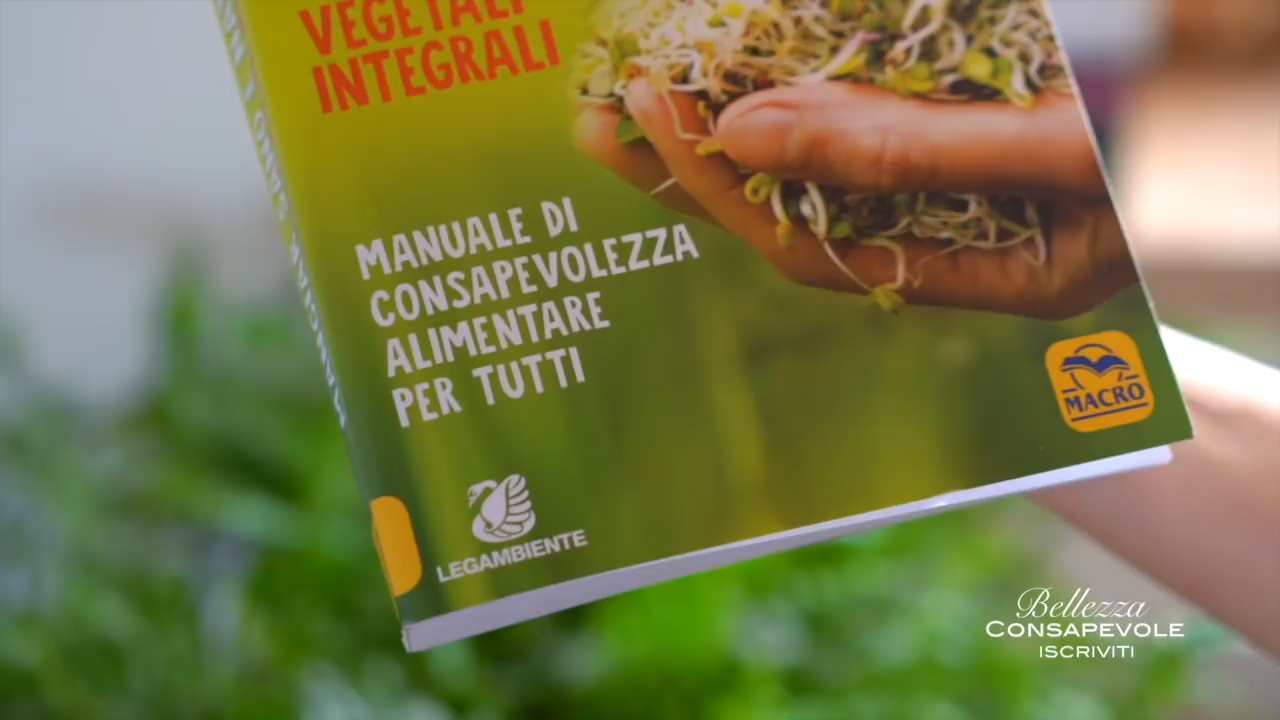 VEGETALI
INTEGRALI
MANUALE DI
CONSAPEVOLEZZA
ALIMENTARE
PER TUTTI
MACRO
LEGAMBIENTE
Bellezza
CONSAPEVOLE
ISCRIVITI